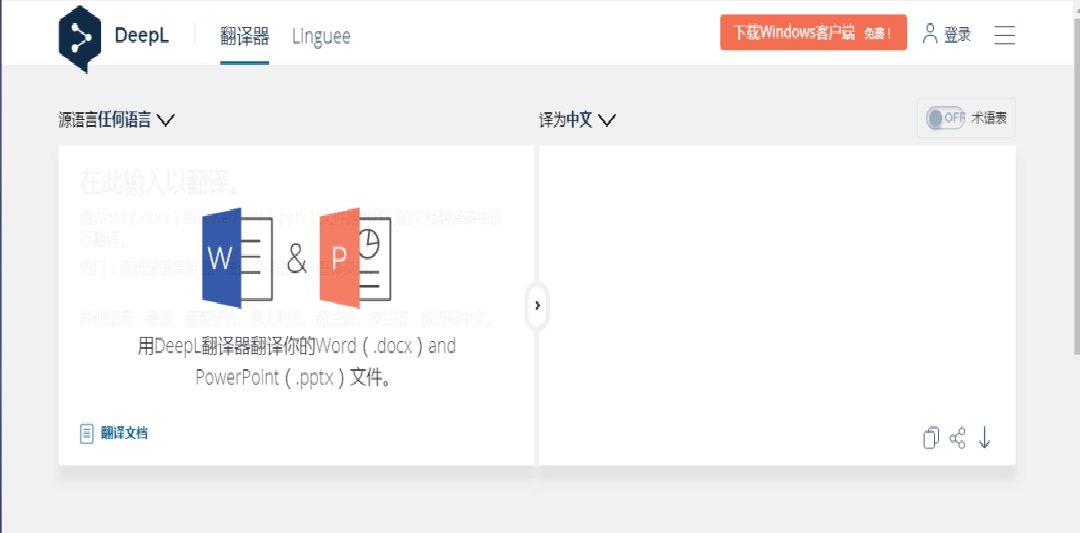 DeepL
翻译器
Linguee
下载Windows客户端 免费！
登录
源语言任何语言
译为中文
OFF 术语表
在此输入以翻译。
将Word（.docx）和
.pptx）文件
们的文档翻译器中进
行翻译。
热门：西班牙语
W & P
其他语言：德语、葡萄牙语、意大利语、荷兰语、波兰语、俄语和中文。
用DeepL翻译器翻译你的Word（.docx）and
PowerPoint（.pptx）文件。
翻译文档